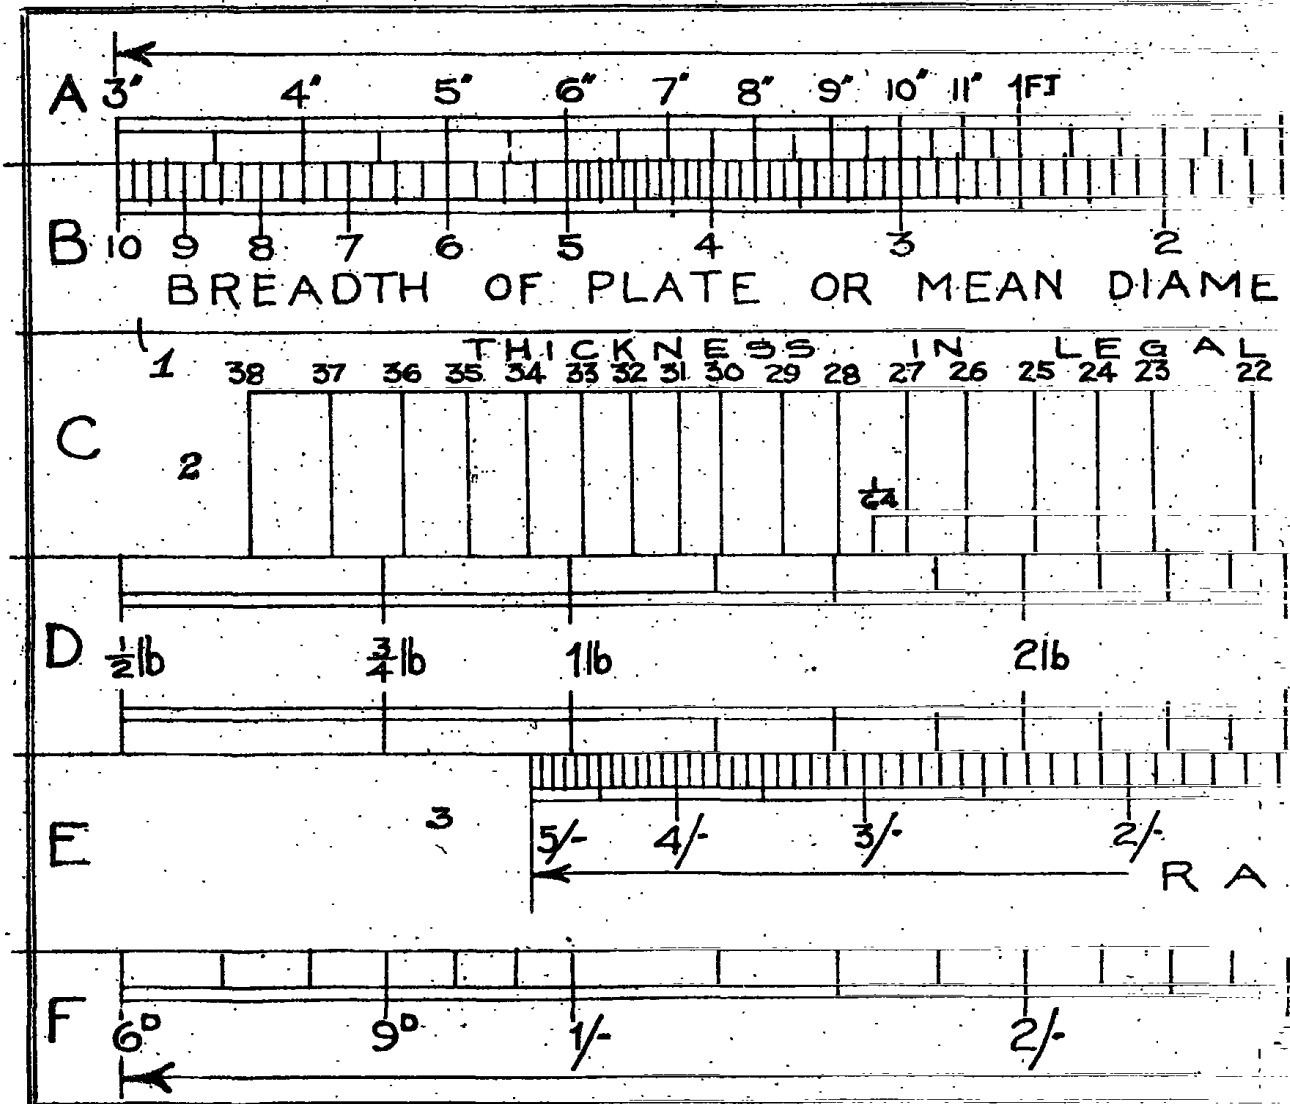 A 3" 4" 5" 6" 7" 8" 9" 10" 11" 1FT
B 10 9 8 7 6 5 4 3 2
BREADTH OF PLATE OR MEAN DIAME
1 THICKNESS IN LEGAL
38 37 36 35 34 33 32 31 30 29 28 27 26 25 24 23 22
C 2 1/64
D 1/2 lb 3/4 lb 1 lb 2 lb
E 3 5/- 4/- 3/- 2/-
RA
F 6D 9D 1/- 2/-